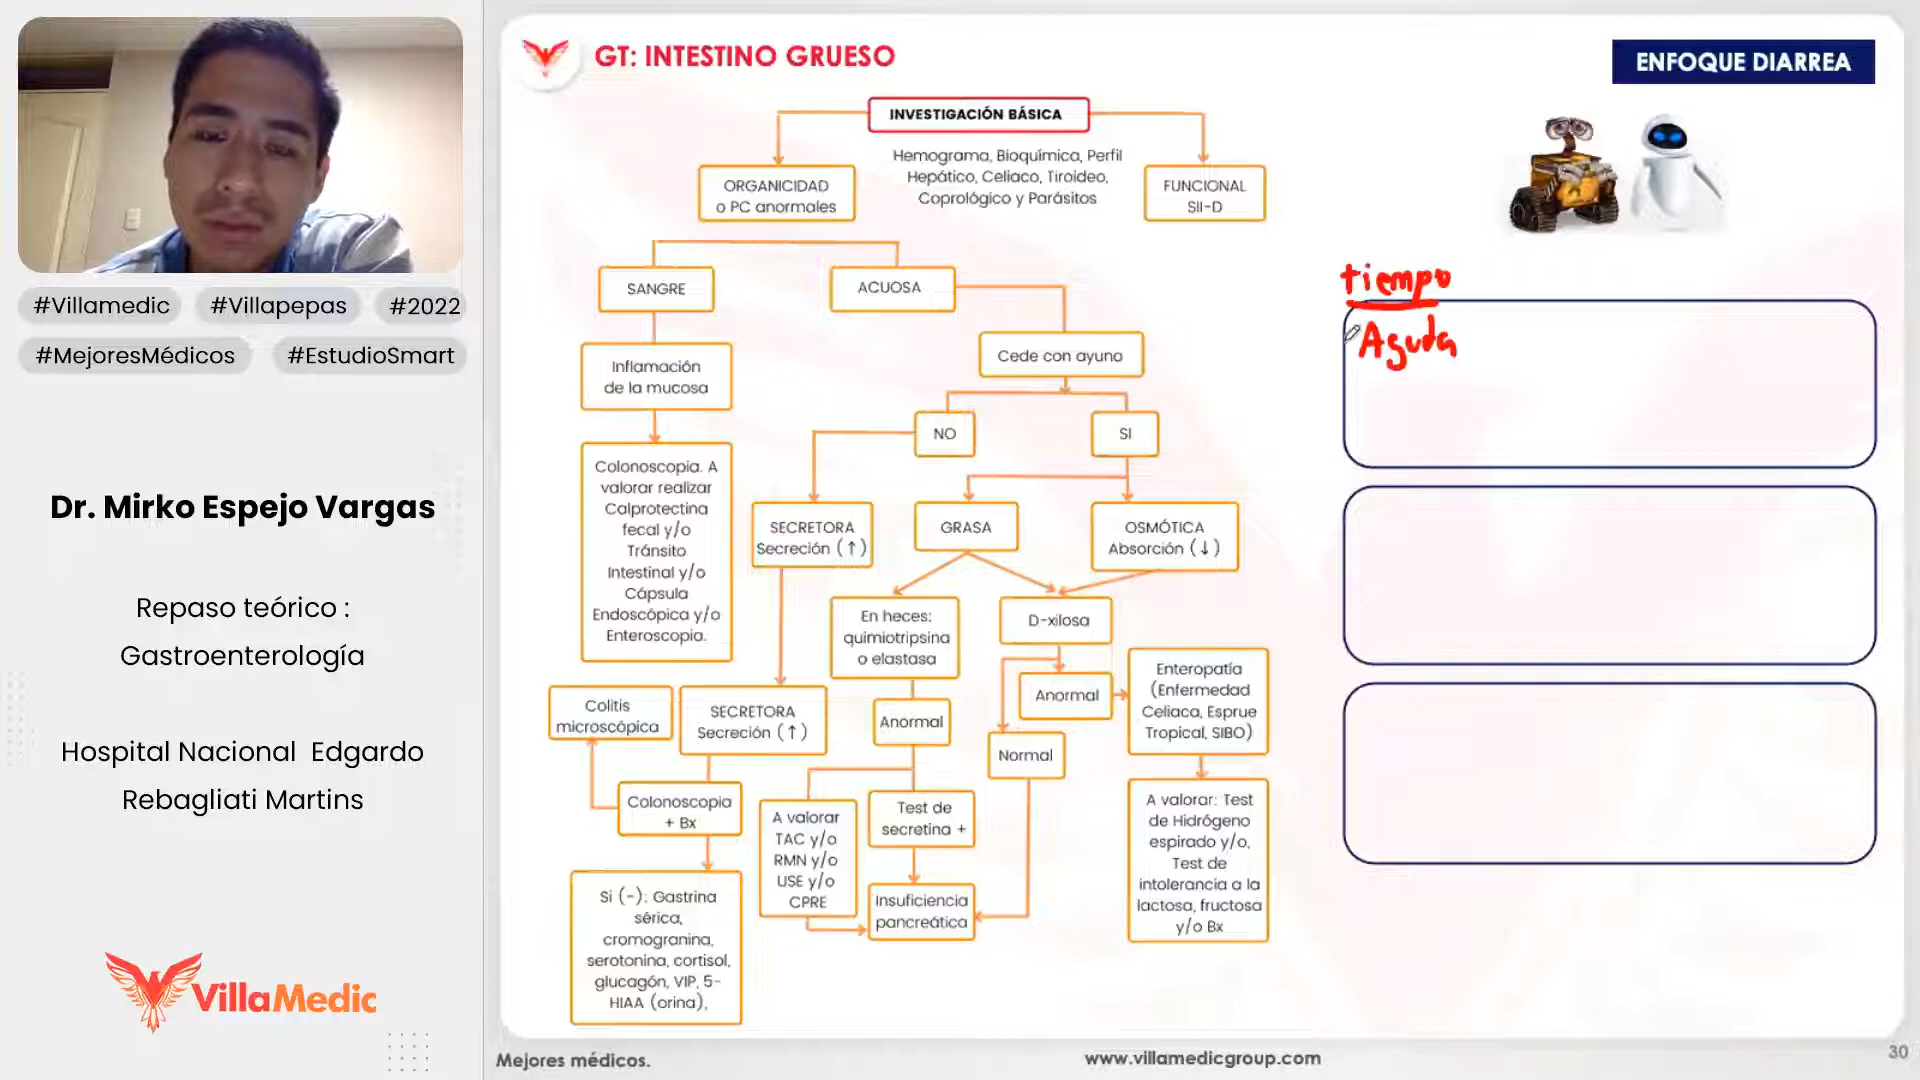 #Villamedic #Villapepas #2022
#MejoresMédicos #EstudioSmart
Dr. Mirko Espejo Vargas
Repaso teórico :
Gastroenterología
Hospital Nacional Edgardo
Rebagliati Martins
VillaMedic
GT: INTESTINO GRUESO
ENFOQUE DIARREA
INVESTIGACIÓN BÁSICA
Hemograma, Bioquímica, Perfil
Hepático, Celiaco, Tiroideo,
Coprológico y Parásitos
ORGANICIDAD
o PC anormales
FUNCIONAL
SII-D
SANGRE
ACUOSA
Inflamación
de la mucosa
Cede con ayuno
NO
SI
Colonoscopia. A
valorar realizar
Calprotectina
fecal y/o
Tránsito
Intestinal y/o
Cápsula
Endoscópica y/o
Enteroscopia.
SECRETORA
Secreción (↑)
GRASA
OSMÓTICA
Absorción (↓)
En heces:
quimiotripsina
o elastasa
D-xilosa
Anormal
Enteropatía
(Enfermedad
Celiaca, Esprue
Tropical, SIBO)
Colitis
microscópica
SECRETORA
Secreción (↑)
Anormal
Normal
Colonoscopia
+ Bx
A valorar
TAC y/o
RMN y/o
USE y/o
CPRE
Test de
secretina +
Insuficiencia
pancreática
A valorar: Test
de Hidrógeno
espirado y/o,
Test de
intolerancia a la
lactosa, fructosa
y/o Bx
Si (-): Gastrina
sérica,
cromogranina,
serotonina, cortisol,
glucagón, VIP, 5-
HIAA (orina),
tiempo
Aguda
Mejores médicos.
www.villamedicgroup.com
30